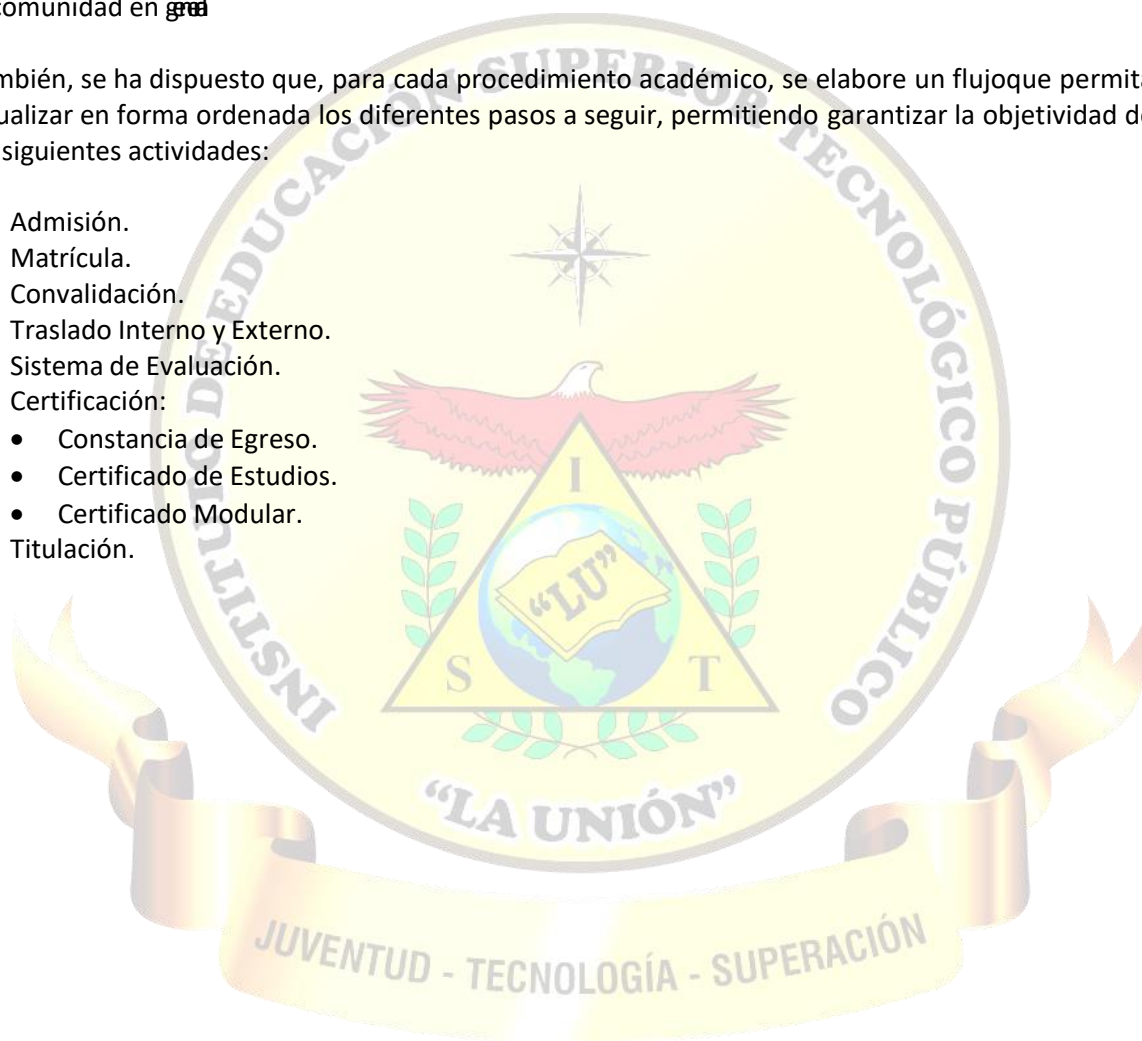 comunidad en
mbién, se ha dispuesto que, para cada procedimiento académico, se elabore un flujoque permita
ualizar en forma ordenada los diferentes pasos a seguir, permitiendo garantizar la objetividad de
siguientes actividades:
Admisión.
Matrícula.
Convalidación.
Traslado Interno y Externo.
Sistema de Evaluación.
Certificación:
• Constancia de Egreso.
• Certificado de Estudios.
• Certificado Modular.
Titulación.
INSTITUTO DE EDUCACIÓN SUPERIOR TECNOLÓGICO PÚBLICO
I
"LU"
S T
"LA UNIÓN"
JUVENTUD - TECNOLOGÍA - SUPERACIÓN